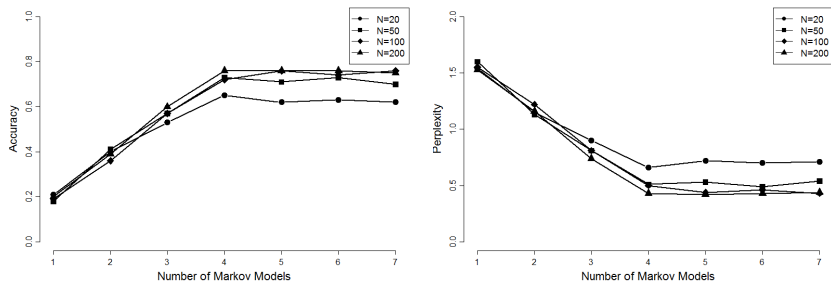 N=20
N=50
N=100
N=200
Accuracy
0.0
0.2
0.4
0.6
0.8
1.0
1
2
3
4
5
6
7
Number of Markov Models
N=20
N=50
N=100
N=200
Perplexity
0.0
0.5
1.0
1.5
2.0
1
2
3
4
5
6
7
Number of Markov Models